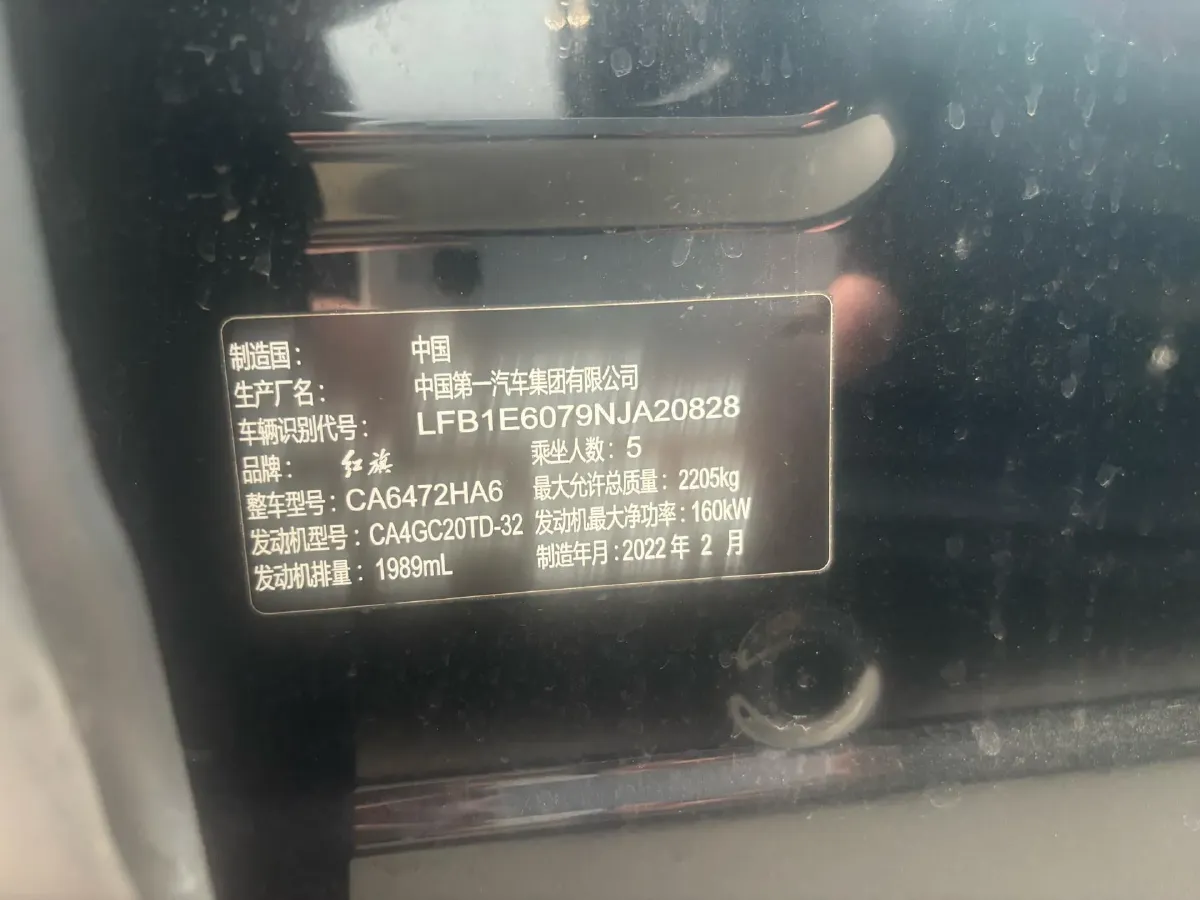 制造国： 中国
生产厂名： 中国第一汽车集团有限公司
车辆识别代号： LFB1E6079NJA20828
品牌： 红旗 乘坐人数：5
整车型号：CA6472HA6 最大允许总质量：2205kg
发动机型号：CA4GC20TD-32 发动机最大净功率：160kW
发动机排量：1989mL 制造年月：2022年 2 月